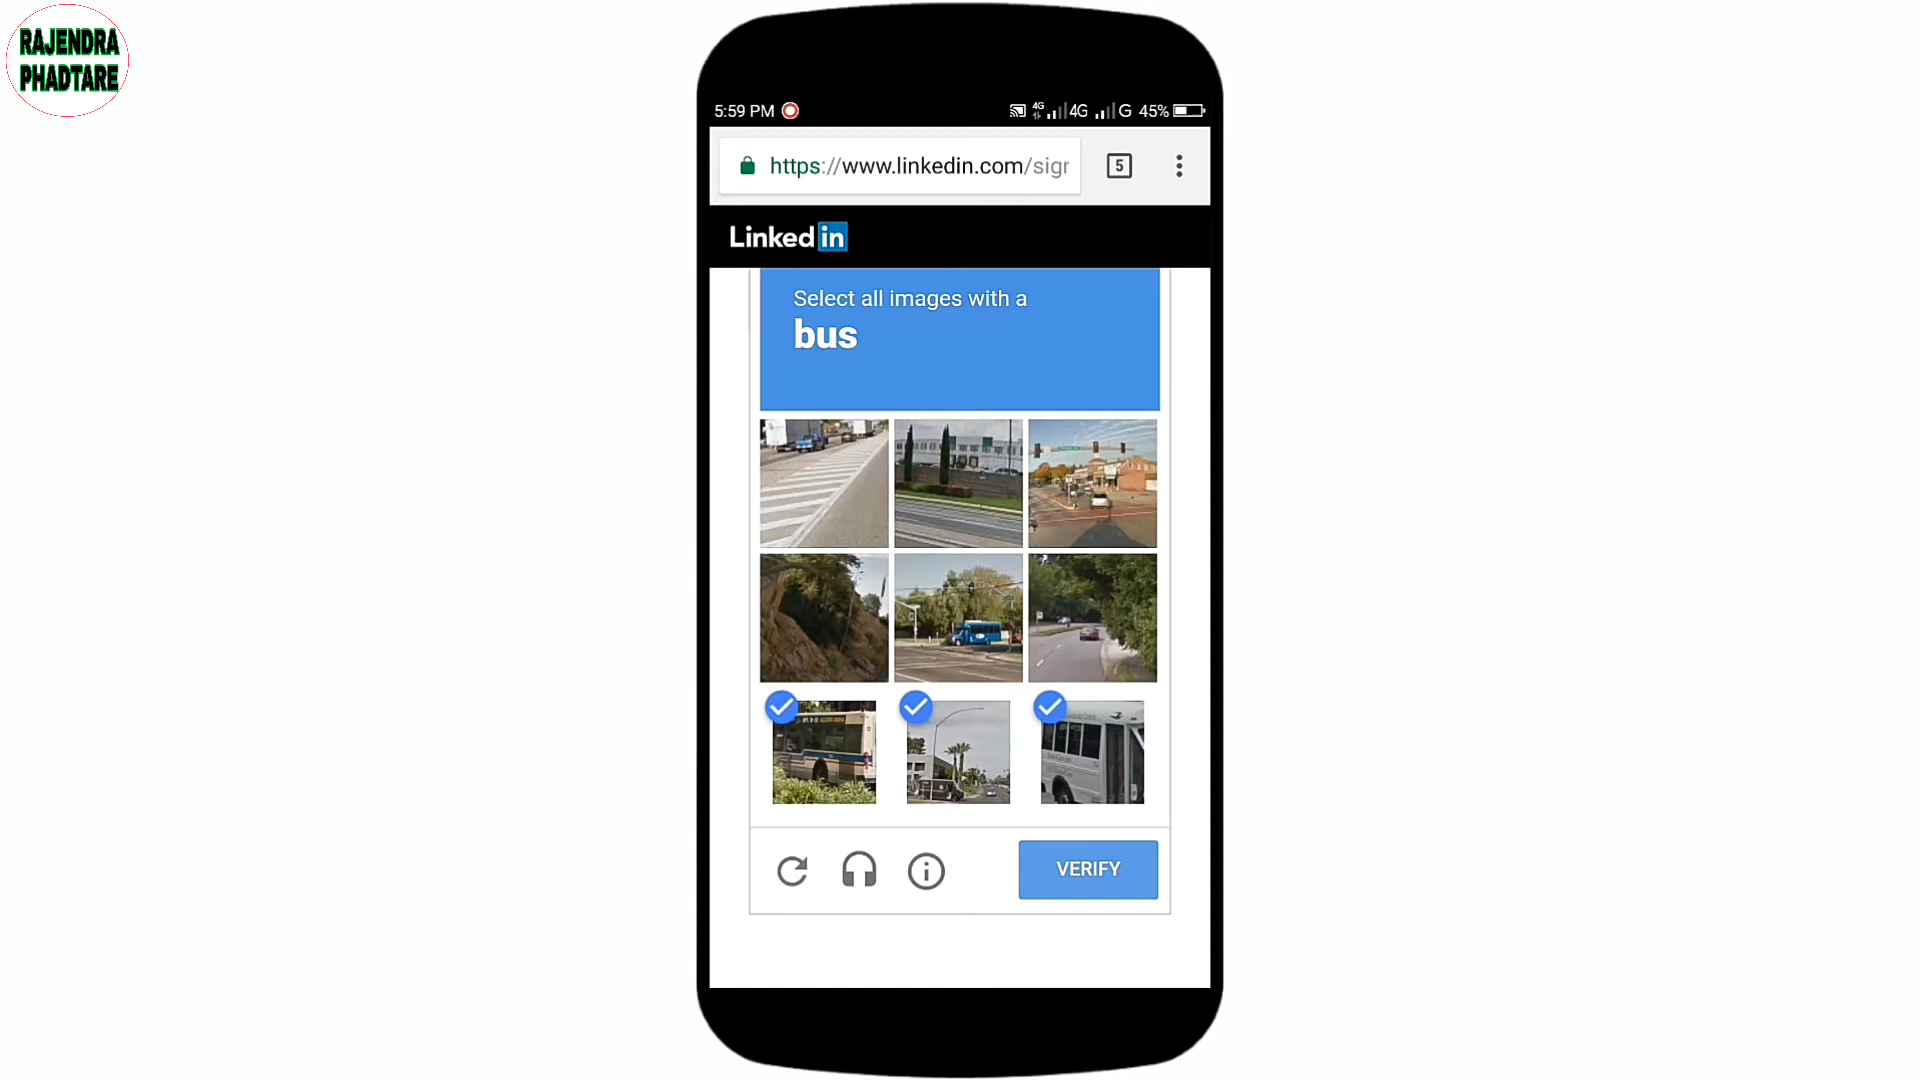 RAJENDRA
PHADTARE
5:59 PM 4G 4G G 45%
https://www.linkedin.com/sigr 5
Linked in
Select all images with a
bus
VERIFY